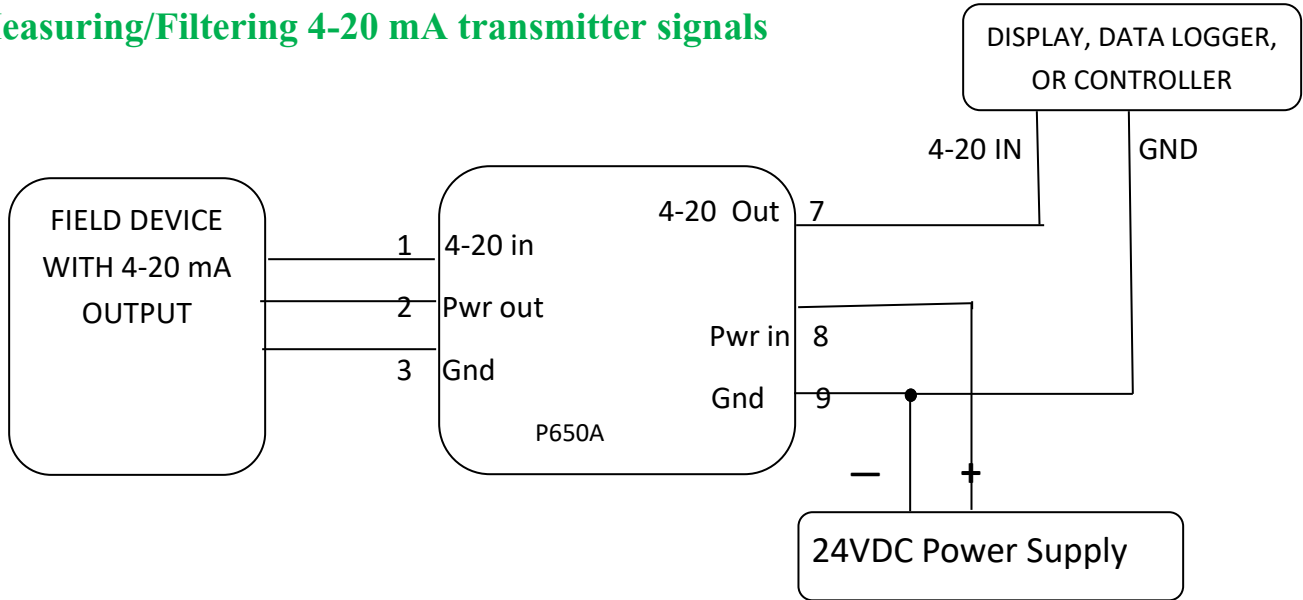 easuring/Filtering 4-20 mA transmitter signals
DISPLAY, DATA LOGGER,
OR CONTROLLER
4-20 IN
GND
FIELD DEVICE
WITH 4-20 mA
OUTPUT
1
4-20 in
2
Pwr out
3
Gnd
P650A
4-20 Out
7
Pwr in
8
Gnd
9
—
+
24VDC Power Supply